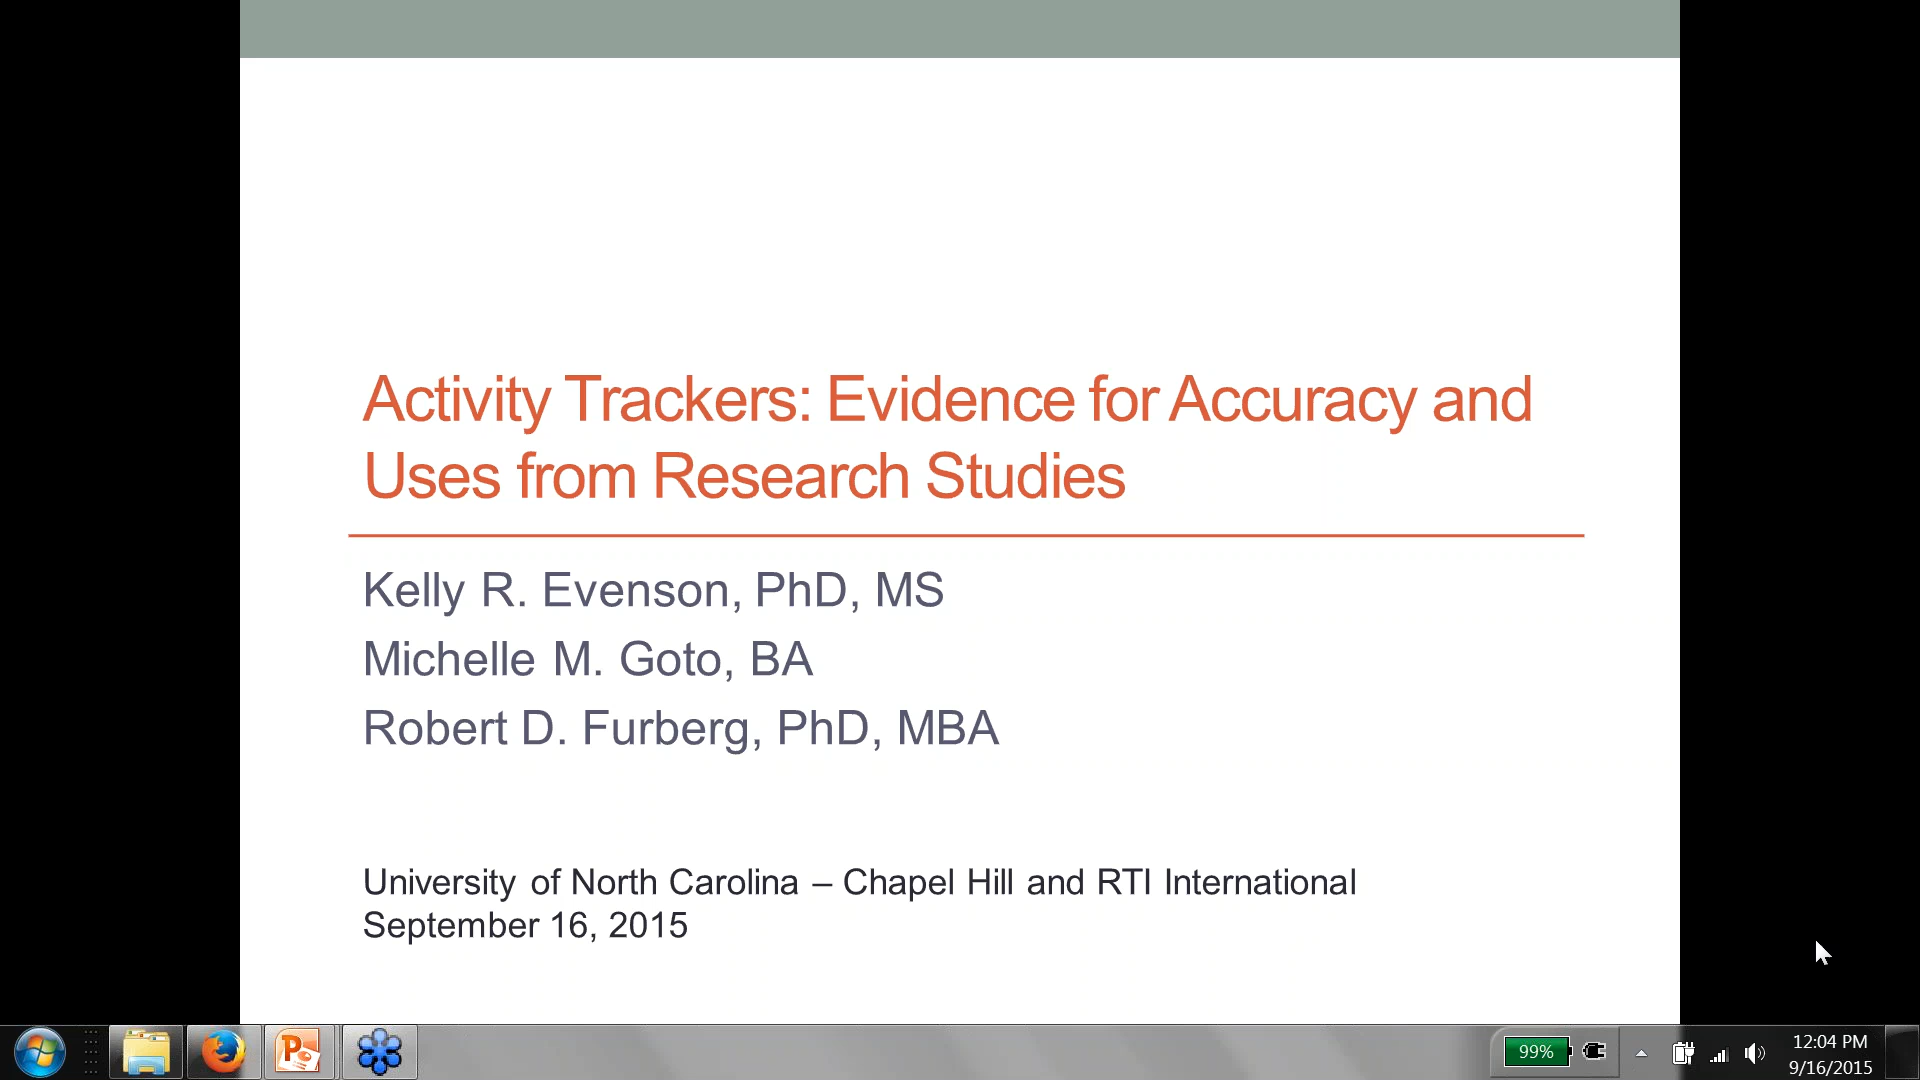 Activity Trackers: Evidence for Accuracy and
Uses from Research Studies
Kelly R. Evenson, PhD, MS
Michelle M. Goto, BA
Robert D. Furberg, PhD, MBA
University of North Carolina – Chapel Hill and RTI International
September 16, 2015
99%
12:04 PM
9/16/2015